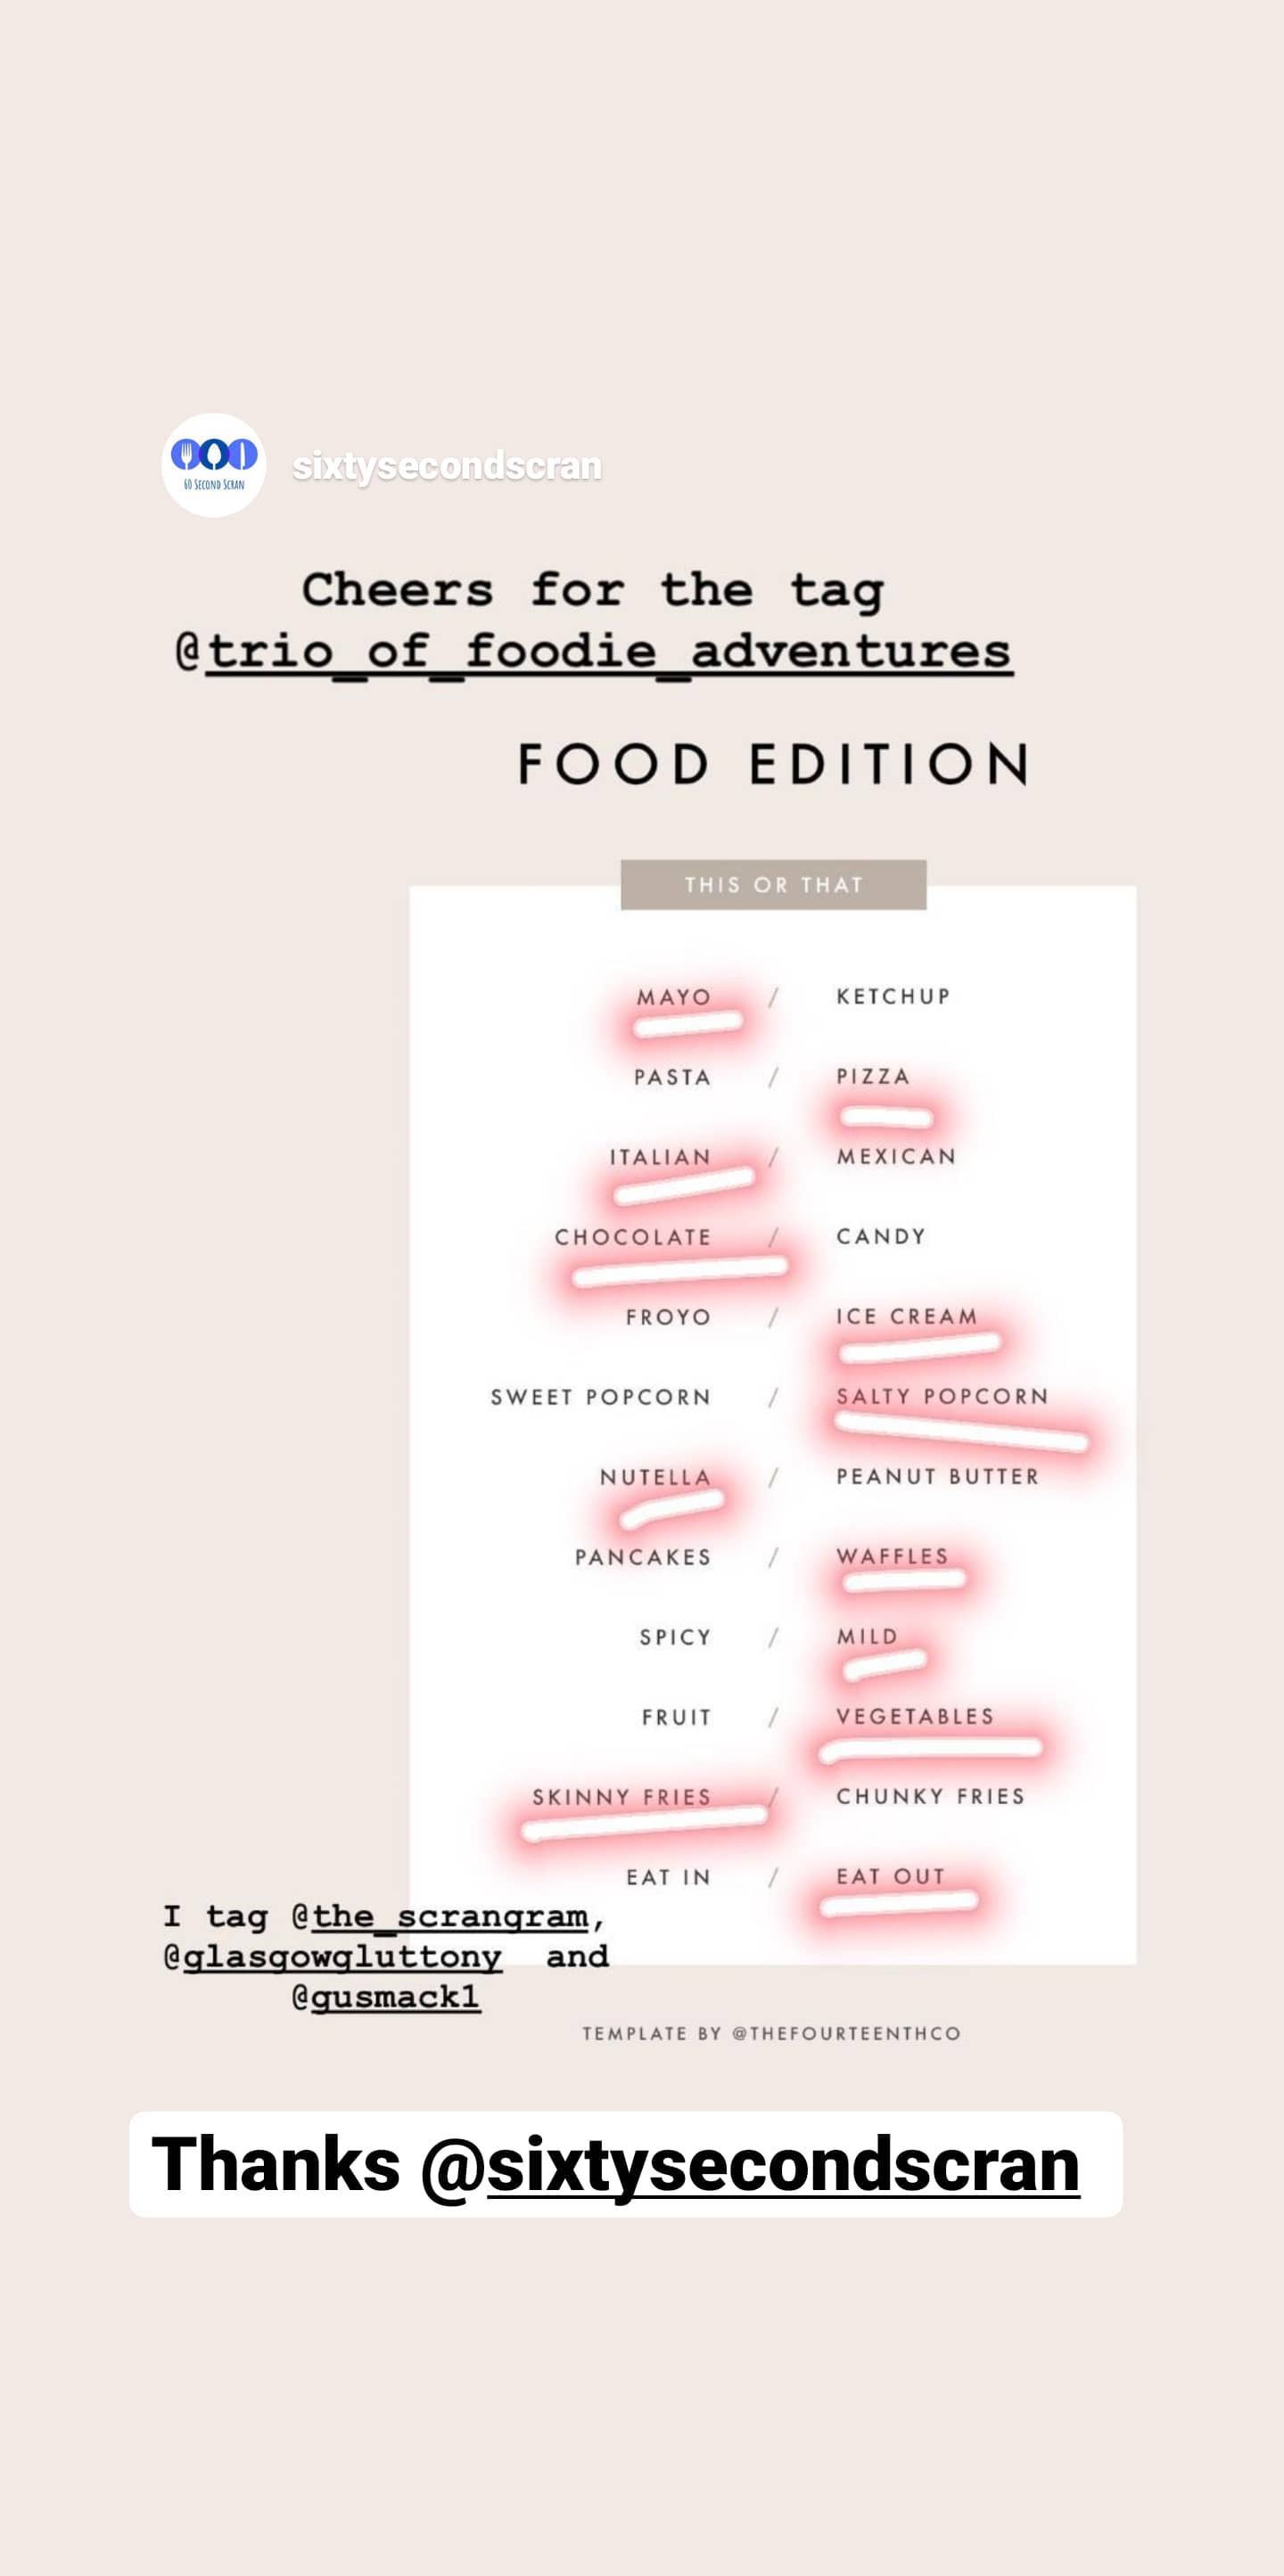 60 SECOND SCRAN
sixtysecondscran
Cheers for the tag
@trio_of_foodie_adventures
FOOD EDITION
THIS OR THAT
MAYO / KETCHUP
PASTA / PIZZA
ITALIAN / MEXICAN
CHOCOLATE / CANDY
FROYO / ICE CREAM
SWEET POPCORN / SALTY POPCORN
NUTELLA / PEANUT BUTTER
PANCAKES / WAFFLES
SPICY / MILD
FRUIT / VEGETABLES
SKINNY FRIES / CHUNKY FRIES
EAT IN / EAT OUT
I tag @the_scrangram,
@glasgowgluttony and
@gusmack1
TEMPLATE BY @THEFOURTEENTHCO
Thanks @sixtysecondscran